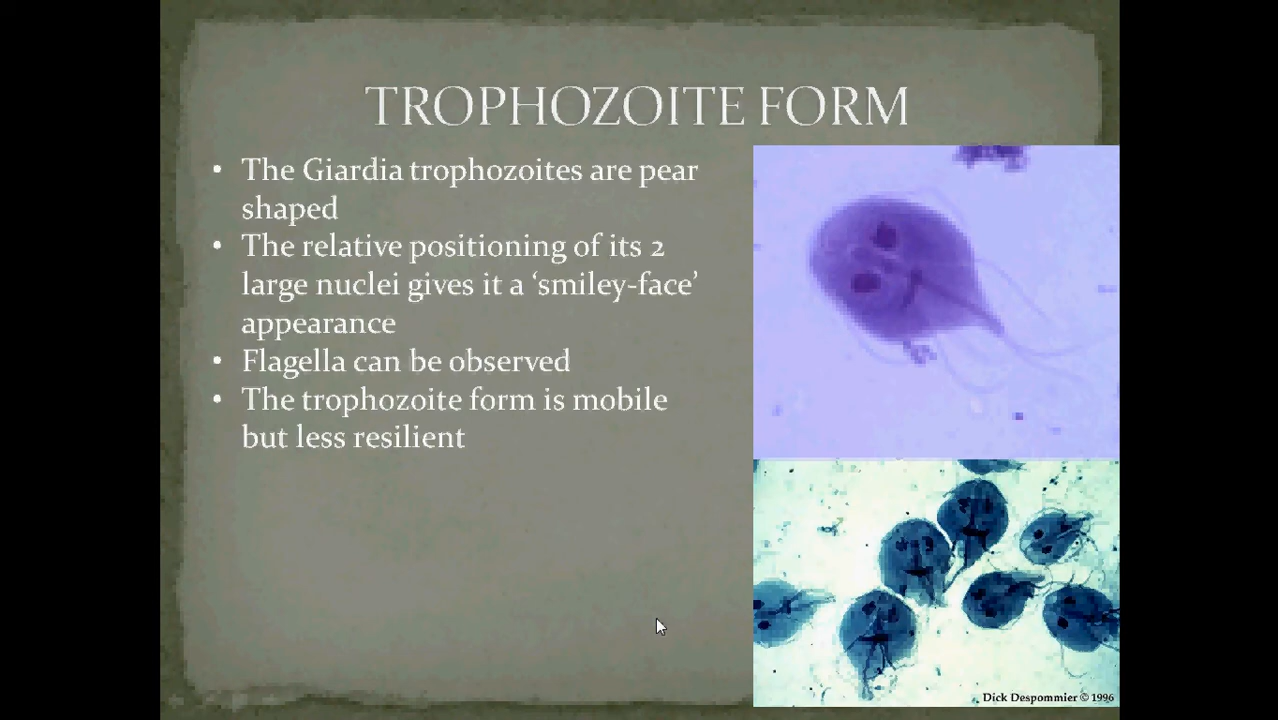 TROPHOZOITE FORM
• The Giardia trophozoites are pear
shaped
• The relative positioning of its 2
large nuclei gives it a ‘smiley-face’
appearance
• Flagella can be observed
• The trophozoite form is mobile
but less resilient
Dick Despommier © 1996